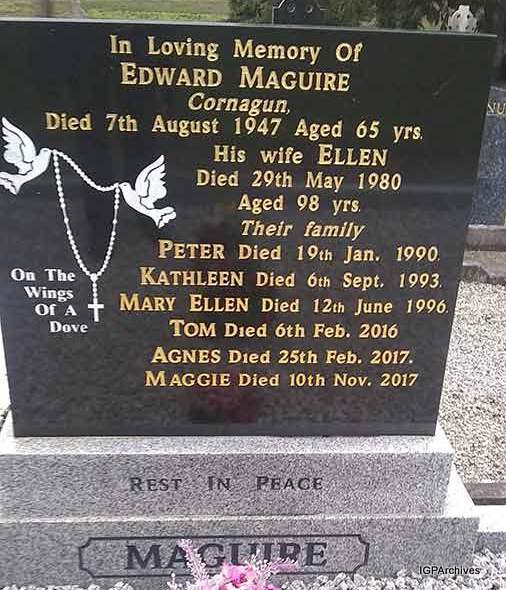 In Loving Memory Of
EDWARD MAGUIRE
Cornagun,
Died 7th August 1947 Aged 65 yrs.
His wife ELLEN
Died 29th May 1980
Aged 98 yrs.
Their family
PETER Died 19th Jan. 1990.
KATHLEEN Died 6th Sept. 1993.
MARY ELLEN Died 12th June 1996.
TOM Died 6th Feb. 2016
AGNES Died 25th Feb. 2017.
MAGGIE Died 10th Nov. 2017
On The
Wings
Of A
Dove
REST IN PEACE
MAGUIRE
IGPArchives